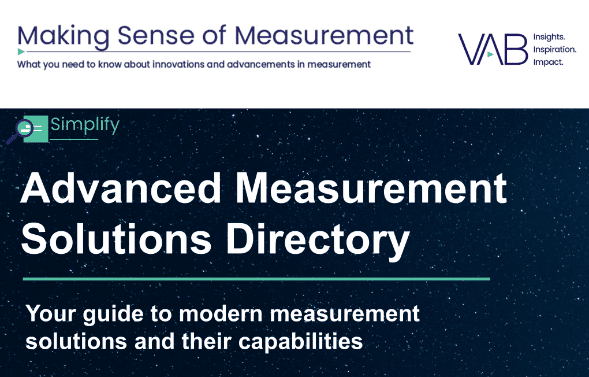 Making Sense of Measurement
What you need to know about innovations and advancements in measurement
VAB
Insights.
Inspiration.
Impact.
Simplify
Advanced Measurement
Solutions Directory
Your guide to modern measurement
solutions and their capabilities